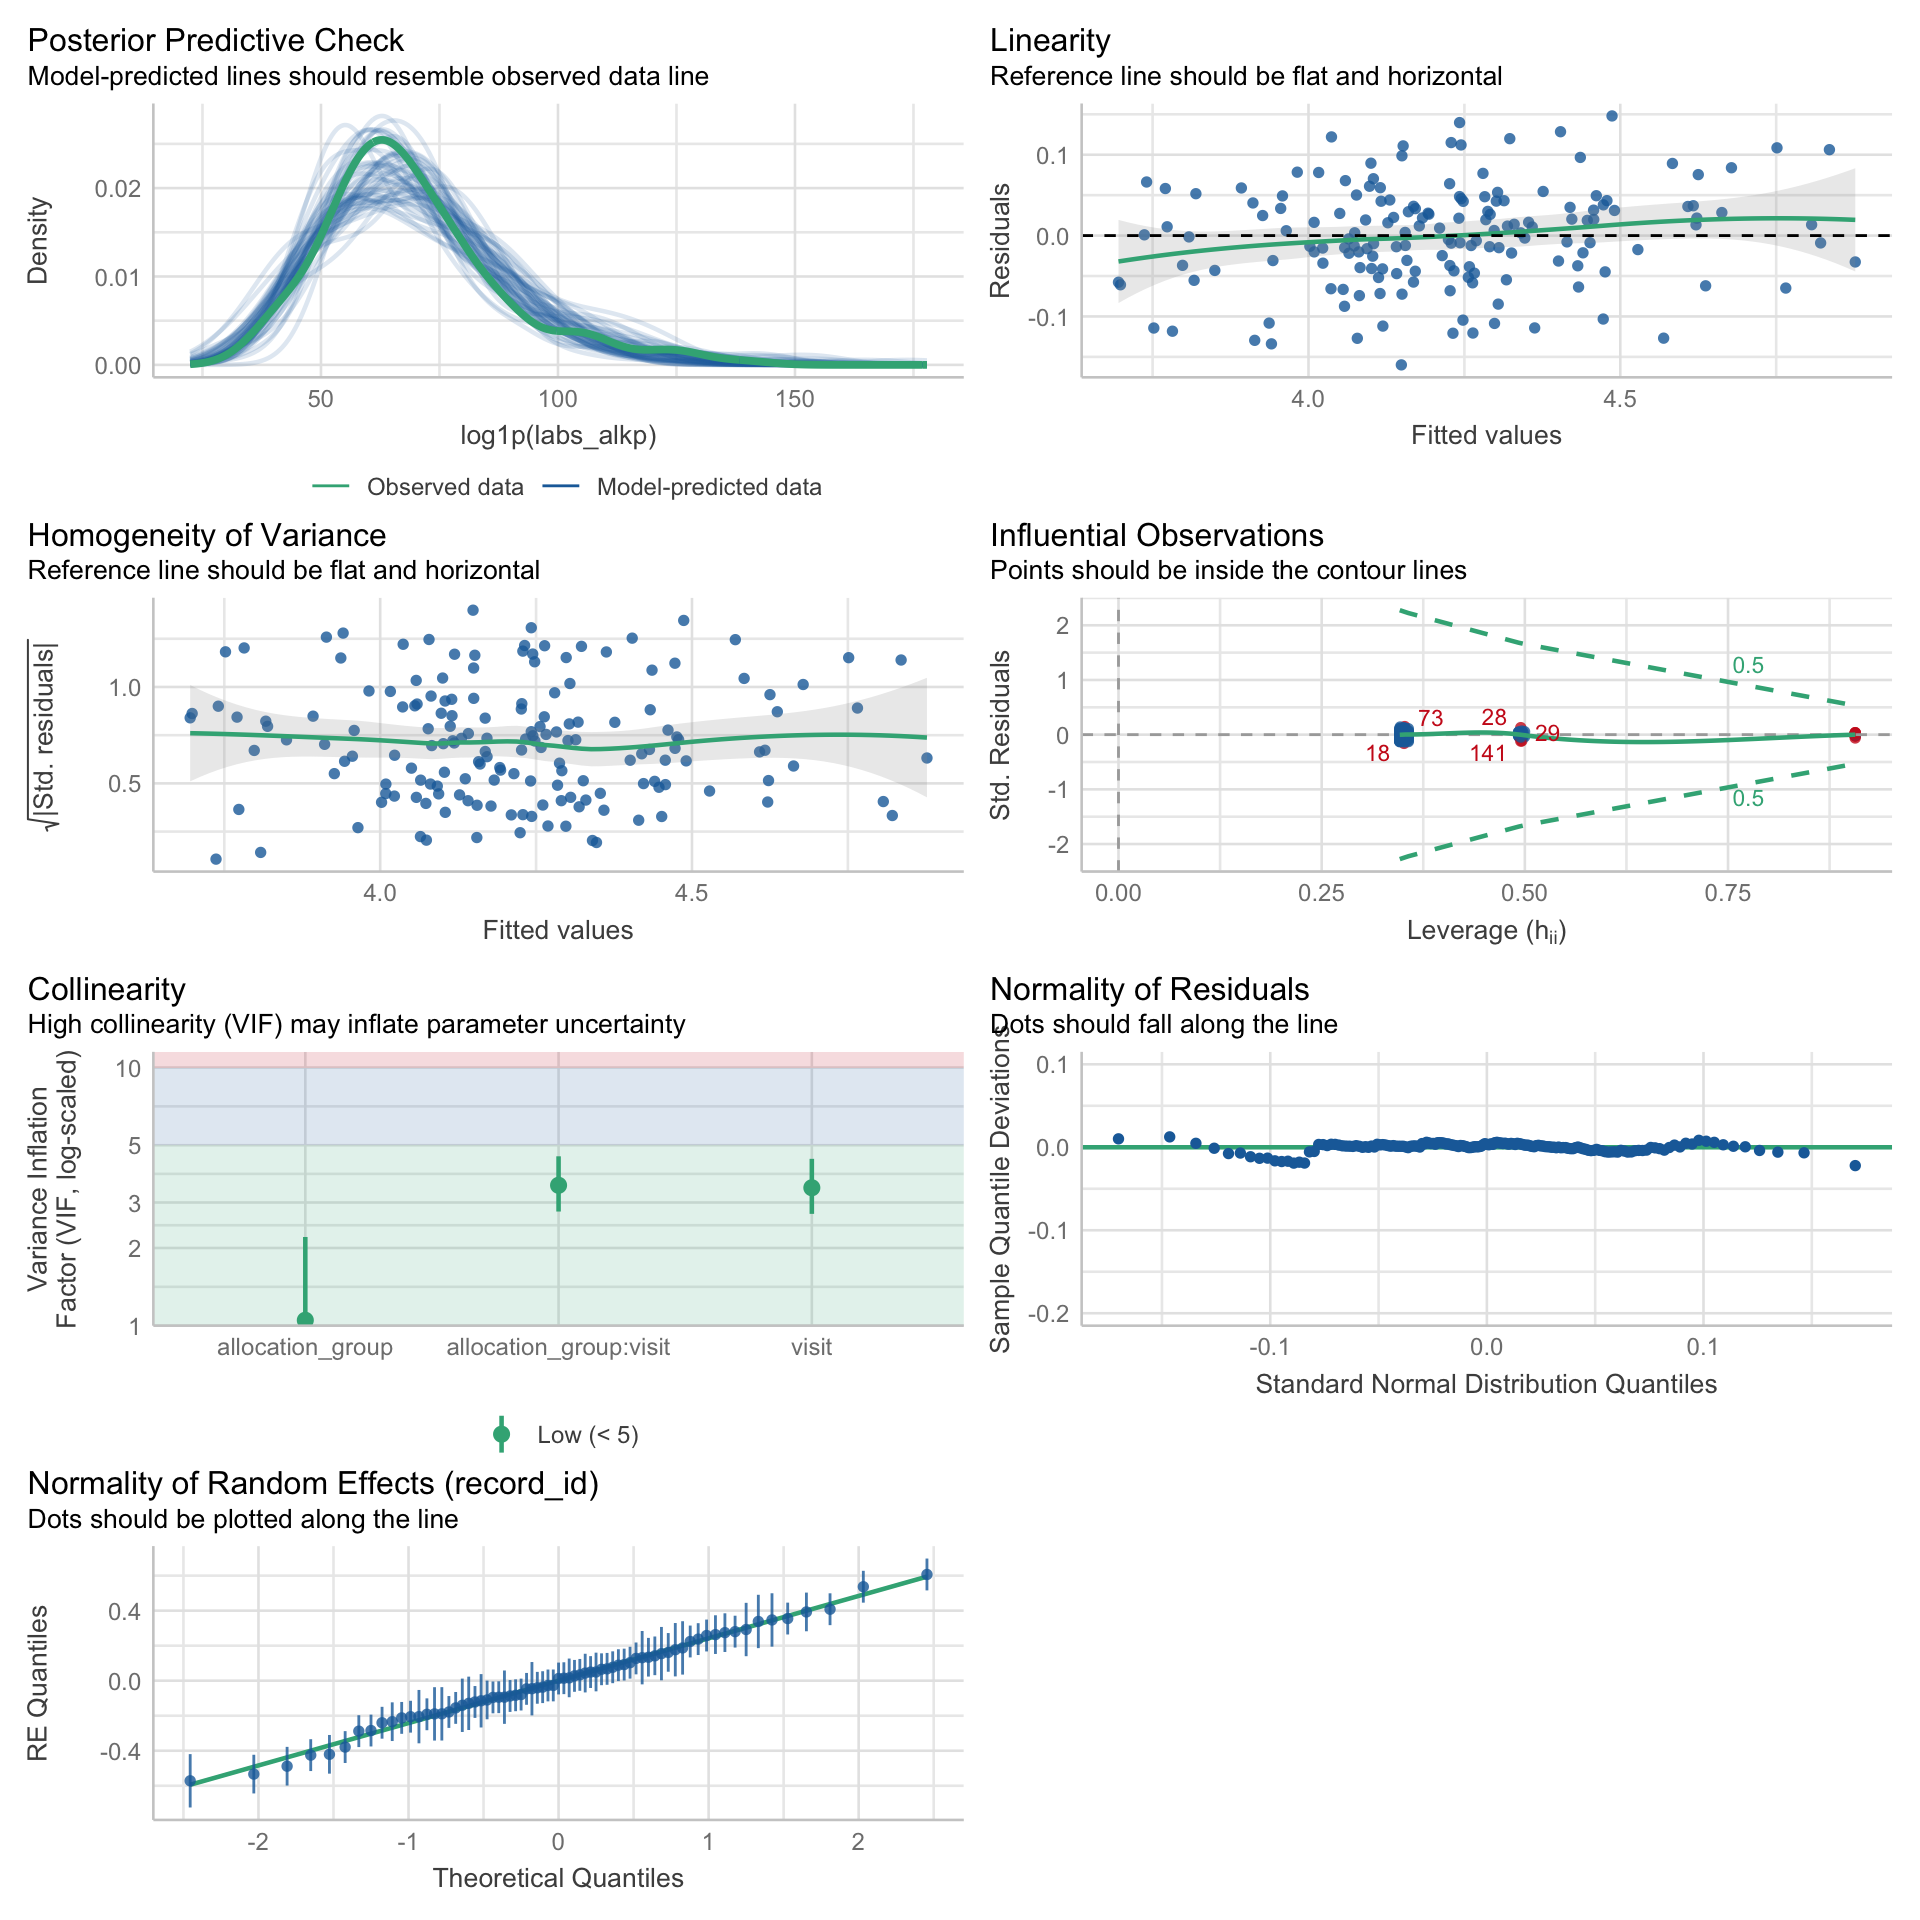 Posterior Predictive Check
Model-predicted lines should resemble observed data line
Density
0.02
0.01
0.00
50
100
150
log1p(labs_alkp)
Observed data
Model-predicted data
Linearity
Reference line should be flat and horizontal
Residuals
0.1
0.0
-0.1
4.0
4.5
Fitted values
Homogeneity of Variance
Reference line should be flat and horizontal
√|Std. residuals|
1.0
0.5
4.0
4.5
Fitted values
Influential Observations
Points should be inside the contour lines
Std. Residuals
2
1
0
-1
-2
0.5
0.5
73
28
29
18
141
0.00
0.25
0.50
0.75
Leverage (hii)
Collinearity
High collinearity (VIF) may inflate parameter uncertainty
Variance Inflation
Factor (VIF, log-scaled)
10
5
3
2
1
allocation_group
allocation_group:visit
visit
Low (< 5)
Normality of Residuals
Dots should fall along the line
Sample Quantile Deviations
0.1
0.0
-0.1
-0.2
-0.1
0.0
0.1
Standard Normal Distribution Quantiles
Normality of Random Effects (record_id)
Dots should be plotted along the line
RE Quantiles
0.4
0.0
-0.4
-2
-1
0
1
2
Theoretical Quantiles